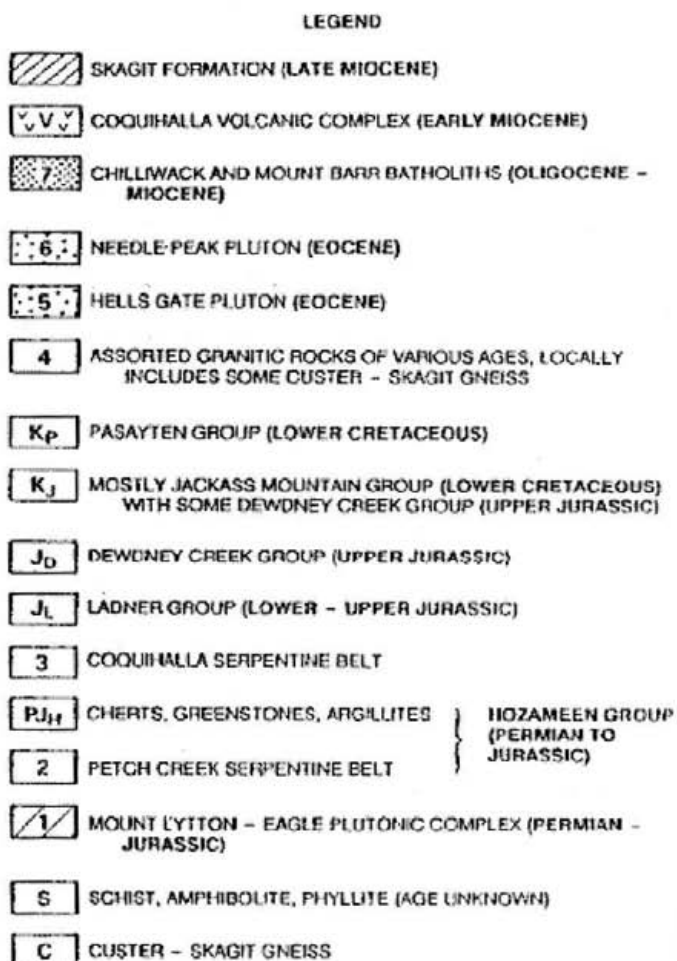 LEGEND
SKAGIT FORMATION (LATE MIOCENE)
V COQUIHALLA VOLCANIC COMPLEX (EARLY MIOCENE)
7 CHILLIWACK AND MOUNT BARR BATHOLITHS (OLIGOCENE –
MIOCENE)
6 NEEDLE PEAK PLUTON (EOCENE)
5 HELLS GATE PLUTON (EOCENE)
4 ASSORTED GRANITIC ROCKS OF VARIOUS AGES, LOCALLY
INCLUDES SOME CUSTER – SKAGIT GNEISS
KP PASAYTEN GROUP (LOWER CRETACEOUS)
KJ MOSTLY JACKASS MOUNTAIN GROUP (LOWER CRETACEOUS)
WITH SOME DEWDNEY CREEK GROUP (UPPER JURASSIC)
JD DEWDNEY CREEK GROUP (UPPER JURASSIC)
JL LADNER GROUP (LOWER – UPPER JURASSIC)
3 COQUIHALLA SERPENTINE BELT
PJH CHERTS, GREENSTONES, ARGILLITES
2 PETCH CREEK SERPENTINE BELT
HOZAMEEN GROUP
(PERMIAN TO
JURASSIC)
1 MOUNT LYTTON – EAGLE PLUTONIC COMPLEX (PERMIAN –
JURASSIC)
S SCHIST, AMPHIBOLITE, PHYLLITE (AGE UNKNOWN)
C CUSTER – SKAGIT GNEISS